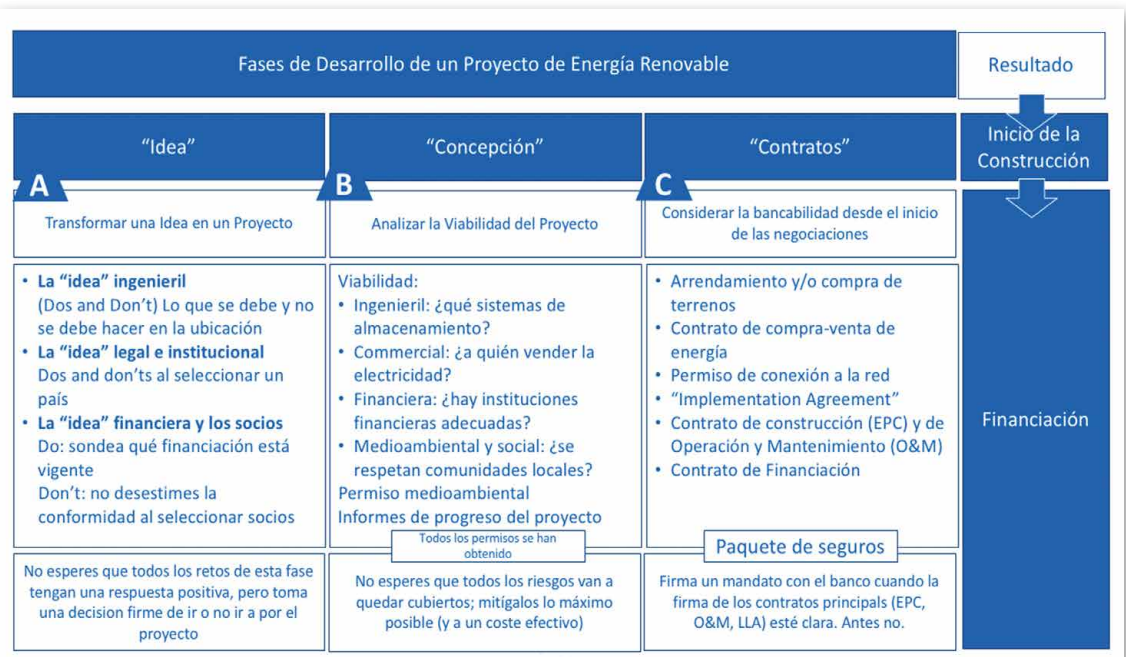 Fases de Desarrollo de un Proyecto de Energía Renovable
Resultado
“Idea”
“Concepción”
“Contratos”
Inicio de la
Construcción
A
Transformar una Idea en un Proyecto
B
Analizar la Viabilidad del Proyecto
C
Considerar la bancabilidad desde el inicio
de las negociaciones
• La “idea” ingenieril
(Dos and Don’t) Lo que se debe y no
se debe hacer en la ubicación
• La “idea” legal e institucional
Dos and don’ts al seleccionar un
país
• La “idea” financiera y los socios
Do: sondea qué financiación está
vigente
Don’t: no desestimes la
conformidad al seleccionar socios
Viabilidad:
• Ingenieril: ¿qué sistemas de
almacenamiento?
• Commercial: ¿a quién vender la
electricidad?
• Financiera: ¿hay instituciones
financieras adecuadas?
• Medioambiental y social: ¿se
respetan comunidades locales?
Permiso medioambiental
Informes de progreso del proyecto
Todos los permisos se han
obtenido
• Arrendamiento y/o compra de
terrenos
• Contrato de compra-venta de
energía
• Permiso de conexión a la red
• “Implementation Agreement”
• Contrato de construcción (EPC) y de
Operación y Mantenimiento (O&M)
• Contrato de Financiación
Paquete de seguros
Financiación
No esperes que todos los retos de esta fase
tengan una respuesta positiva, pero toma
una decision firme de ir o no ir a por el
proyecto
No esperes que todos los riesgos van a
quedar cubiertos; mitígalos lo máximo
posible (y a un coste efectivo)
Firma un mandato con el banco cuando la
firma de los contratos principals (EPC,
O&M, LLA) esté clara. Antes no.